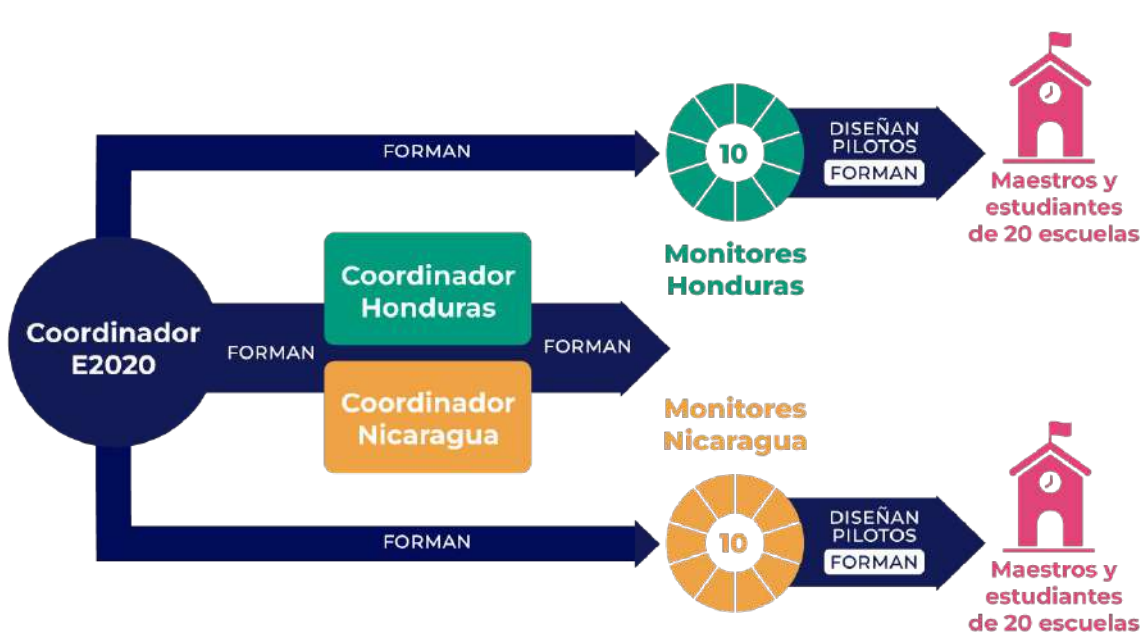 FORMAN
10
DISEÑAN
PILOTOS
FORMAN
Maestros y
estudiantes
de 20 escuelas
Monitores
Honduras
Coordinador
E2020
FORMAN
Coordinador
Honduras
Coordinador
Nicaragua
FORMAN
Monitores
Nicaragua
FORMAN
10
DISEÑAN
PILOTOS
FORMAN
Maestros y
estudiantes
de 20 escuelas